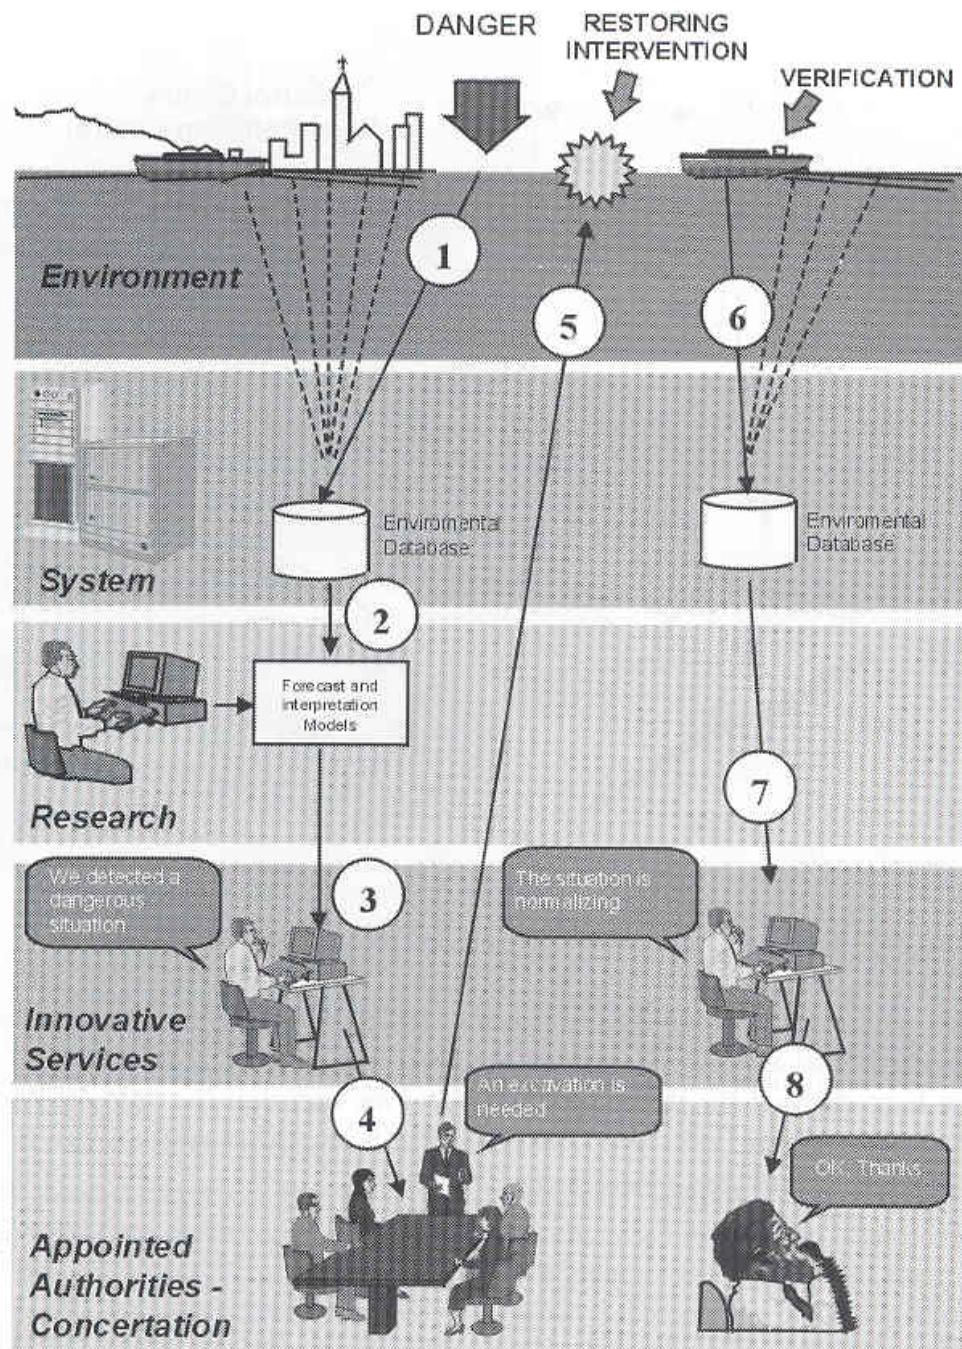 DANGER
RESTORING
INTERVENTION
VERIFICATION
1
Environment
5
6
Enviromental
Database
Enviromental
Database
System
2
Forecast and
interpretation
Models
7
Research
We detected a
dangerous
situation
3
The situation is
normalizing
Innovative
Services
An excavation is
needed
4
8
OK. Thanks
Appointed
Authorities -
Concertation